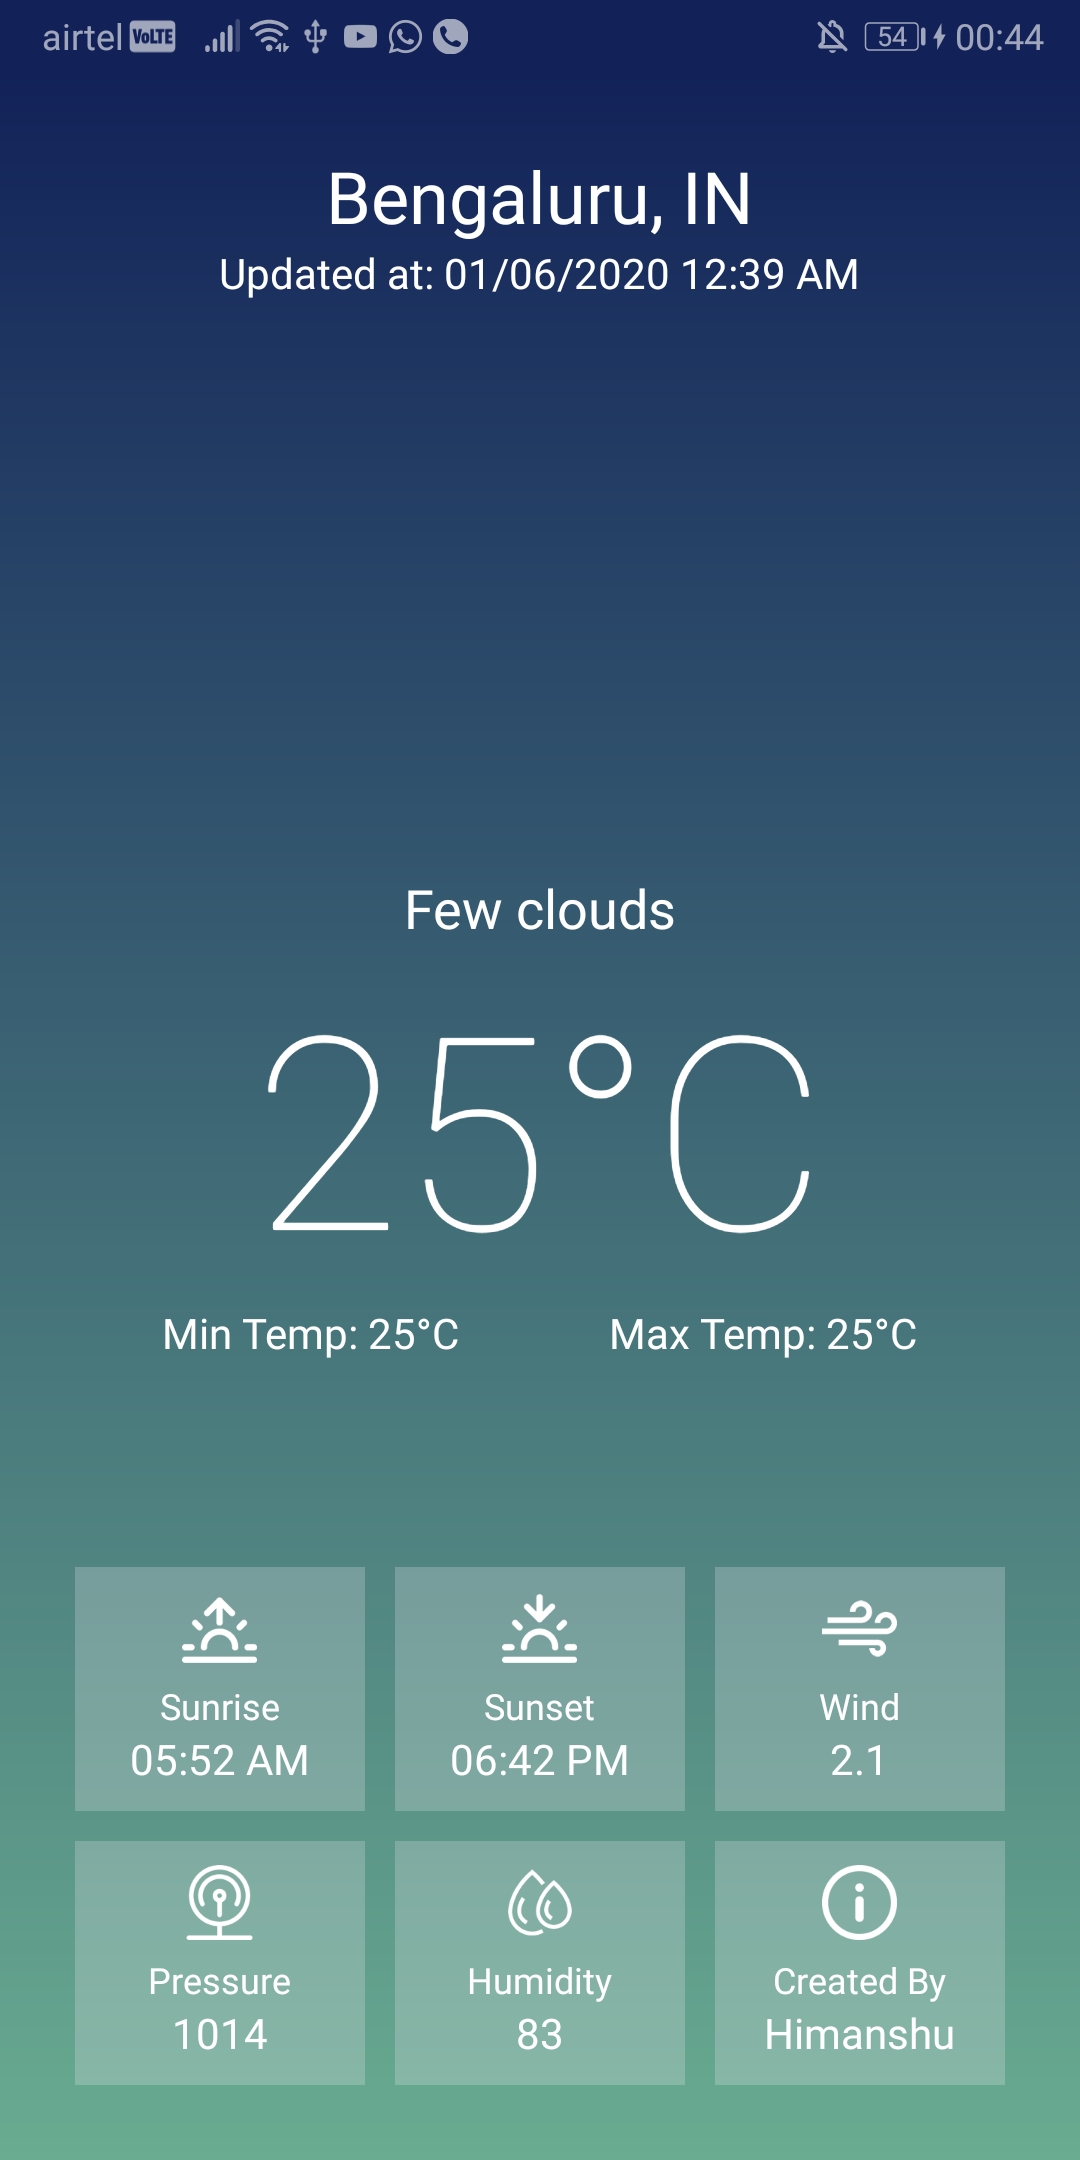 airtel VoLTE 54 00:44
Bengaluru, IN
Updated at: 01/06/2020 12:39 AM
Few clouds
25°C
Min Temp: 25°C Max Temp: 25°C
Sunrise
05:52 AM
Sunset
06:42 PM
Wind
2.1
Pressure
1014
Humidity
83
Created By
Himanshu